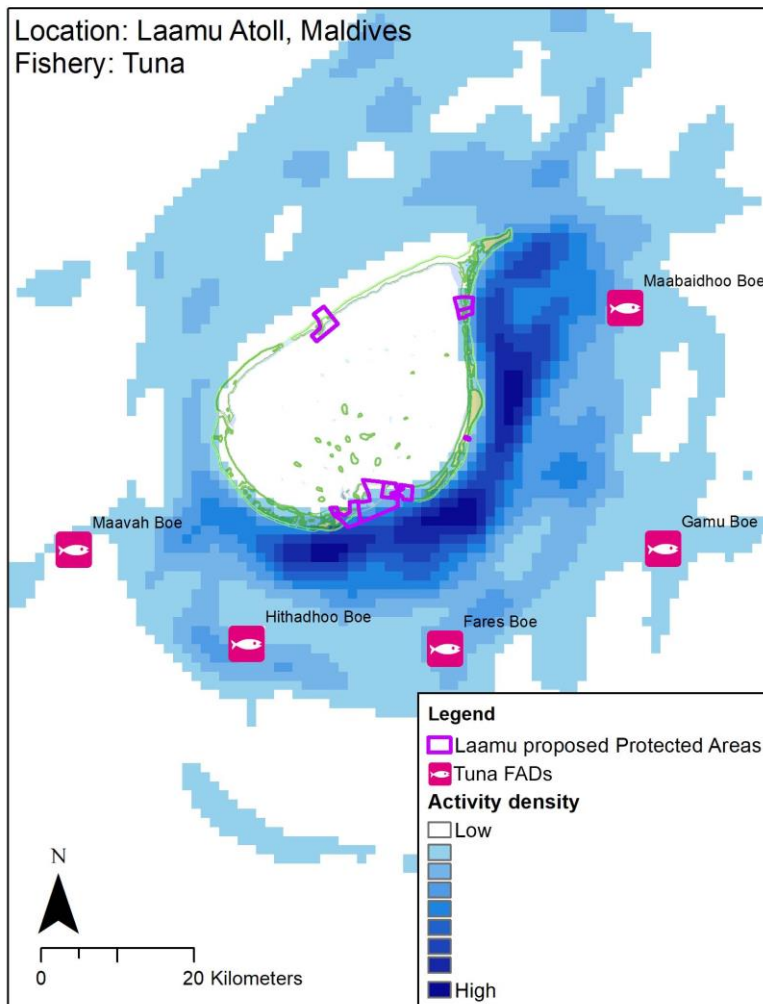 Location: Laamu Atoll, Maldives
Fishery: Tuna
Maabaidhoo Boe
Maavah Boe
Gamu Boe
Hithadhoo Boe
Fares Boe
Legend
Laamu proposed Protected Areas
Tuna FADs
Activity density
Low
High
N
0 20 Kilometers